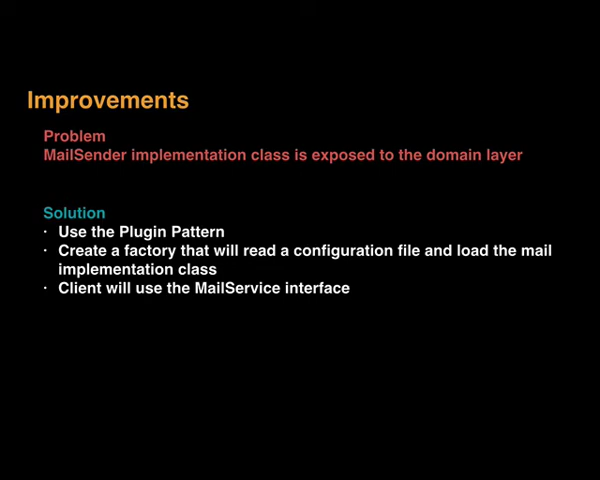 Improvements
Problem
MailSender implementation class is exposed to the domain layer
Solution
· Use the Plugin Pattern
· Create a factory that will read a configuration file and load the mail
implementation class
· Client will use the MailService interface